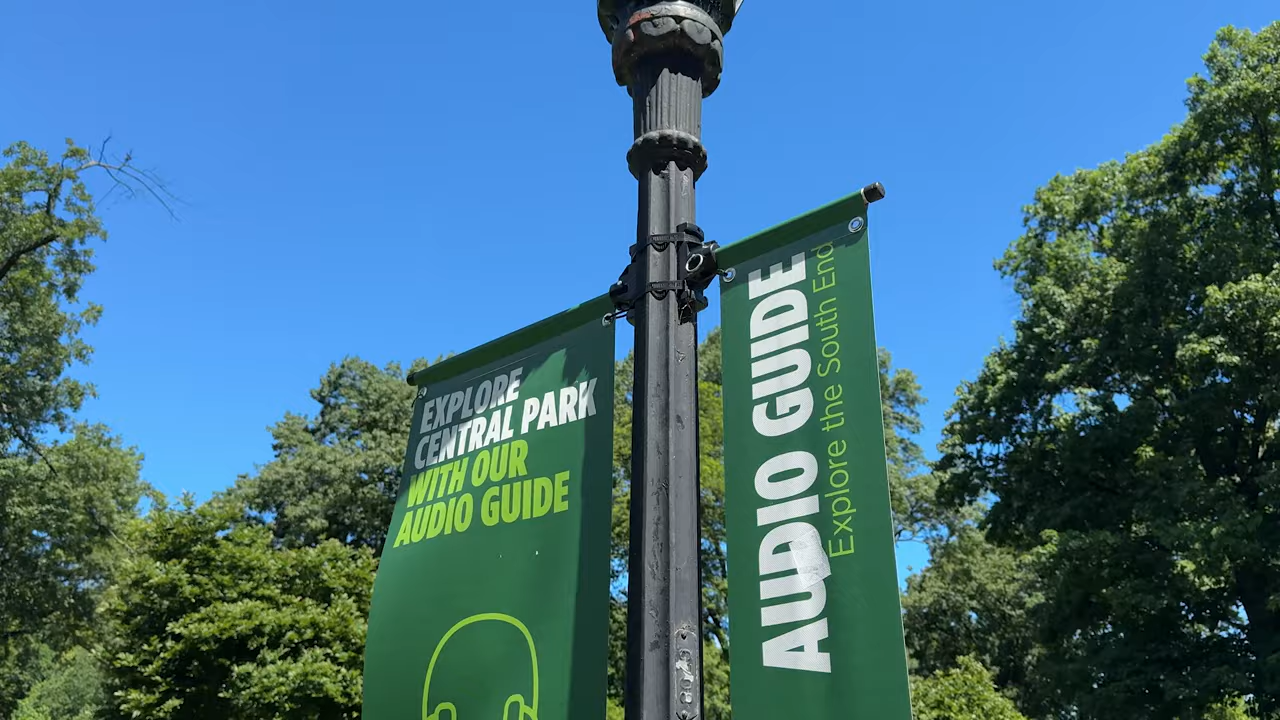 EXPLORE
CENTRAL PARK
WITH OUR
AUDIO GUIDE
AUDIO GUIDE
Explore the South End